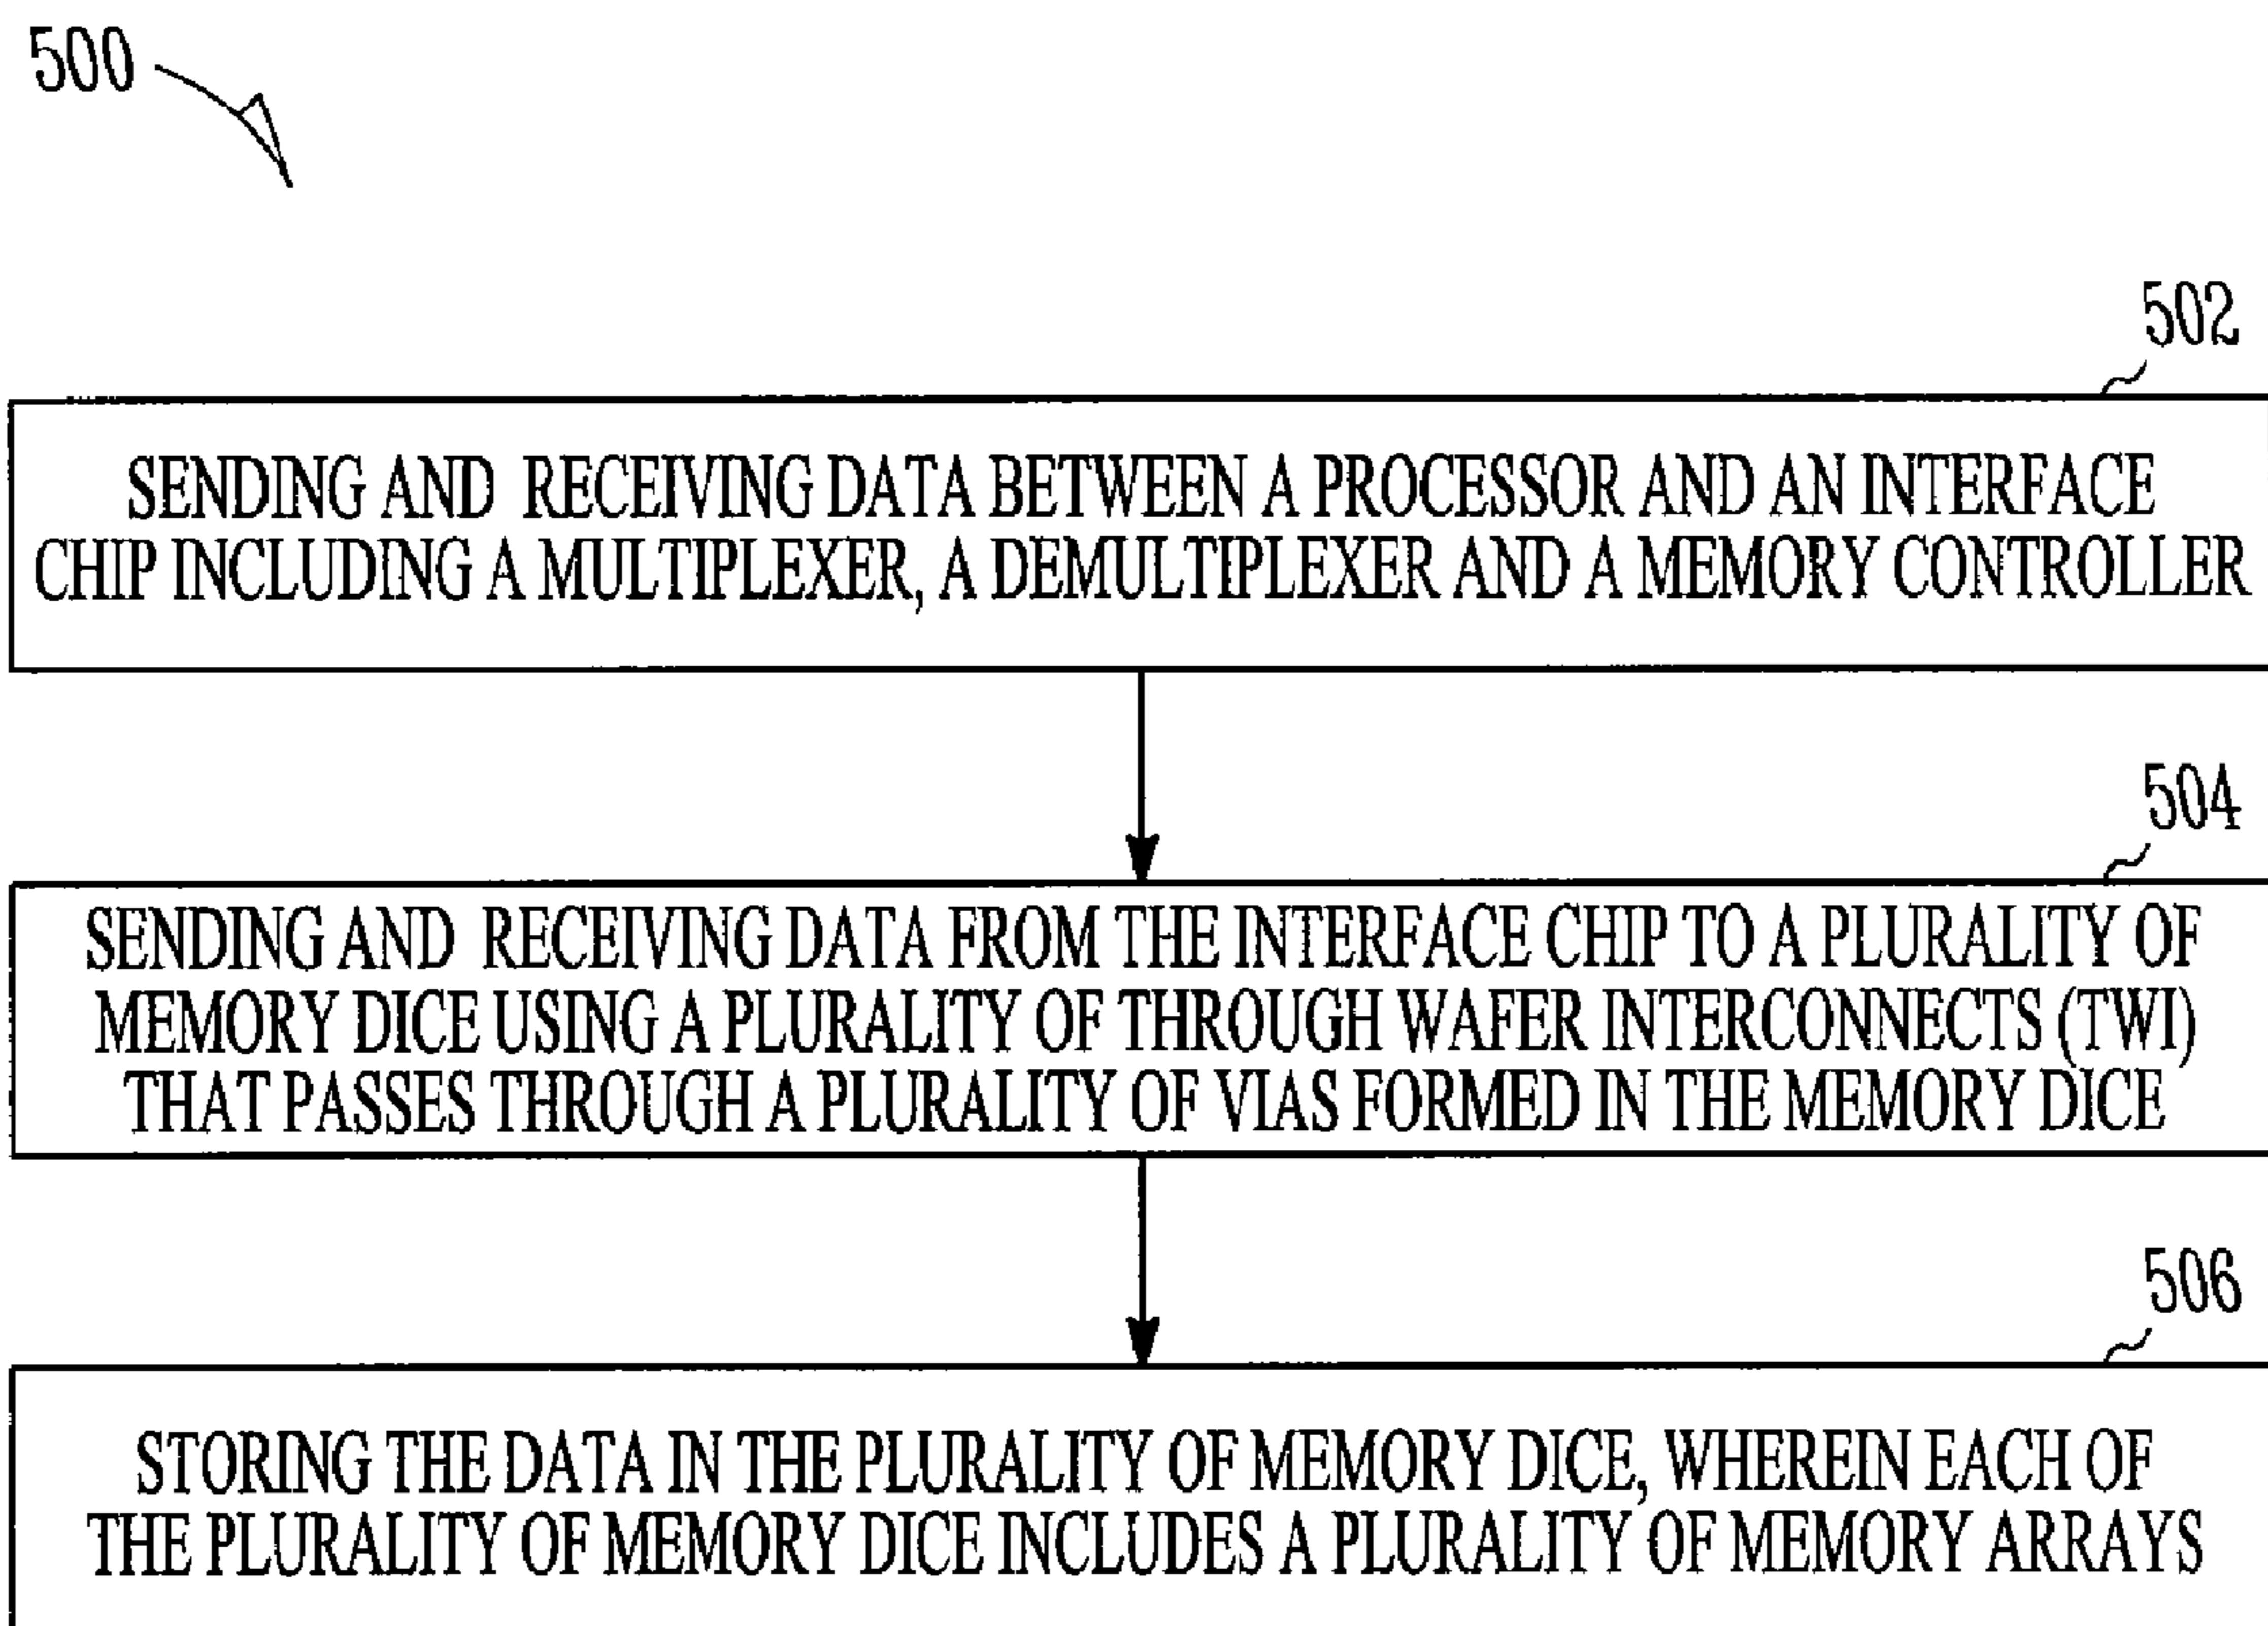 500
502
SENDING AND RECEIVING DATA BETWEEN A PROCESSOR AND AN INTERFACE
CHIP INCLUDING A MULTIPLEXER, A DEMULTIPLEXER AND A MEMORY CONTROLLER
504
SENDING AND RECEIVING DATA FROM THE INTERFACE CHIP TO A PLURALITY OF
MEMORY DICE USING A PLURALITY OF THROUGH WAFER INTERCONNECTS (TWI)
THAT PASSES THROUGH A PLURALITY OF VIAS FORMED IN THE MEMORY DICE
506
STORING THE DATA IN THE PLURALITY OF MEMORY DICE, WHEREIN EACH OF
THE PLURALITY OF MEMORY DICE INCLUDES A PLURALITY OF MEMORY ARRAYS